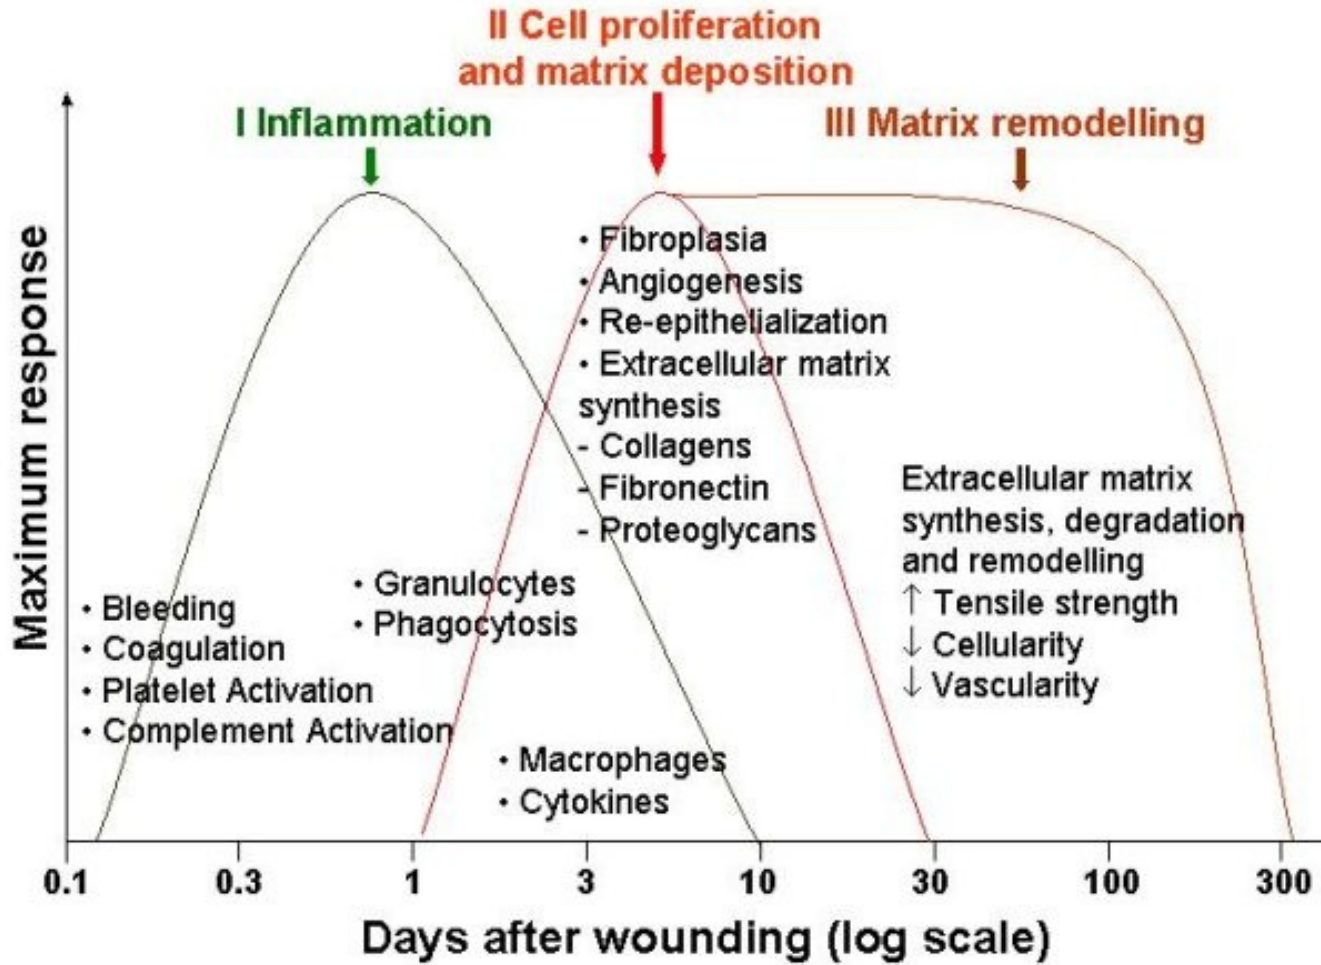 II Cell proliferation
and matrix deposition
I Inflammation
III Matrix remodelling
Maximum response
• Fibroplasia
• Angiogenesis
• Re-epithelialization
• Extracellular matrix
synthesis
- Collagens
- Fibronectin
- Proteoglycans
Extracellular matrix
synthesis, degradation
and remodelling
↑ Tensile strength
↓ Cellularity
↓ Vascularity
• Granulocytes
• Phagocytosis
• Bleeding
• Coagulation
• Platelet Activation
• Complement Activation
• Macrophages
• Cytokines
0.1 0.3 1 3 10 30 100 300
Days after wounding (log scale)